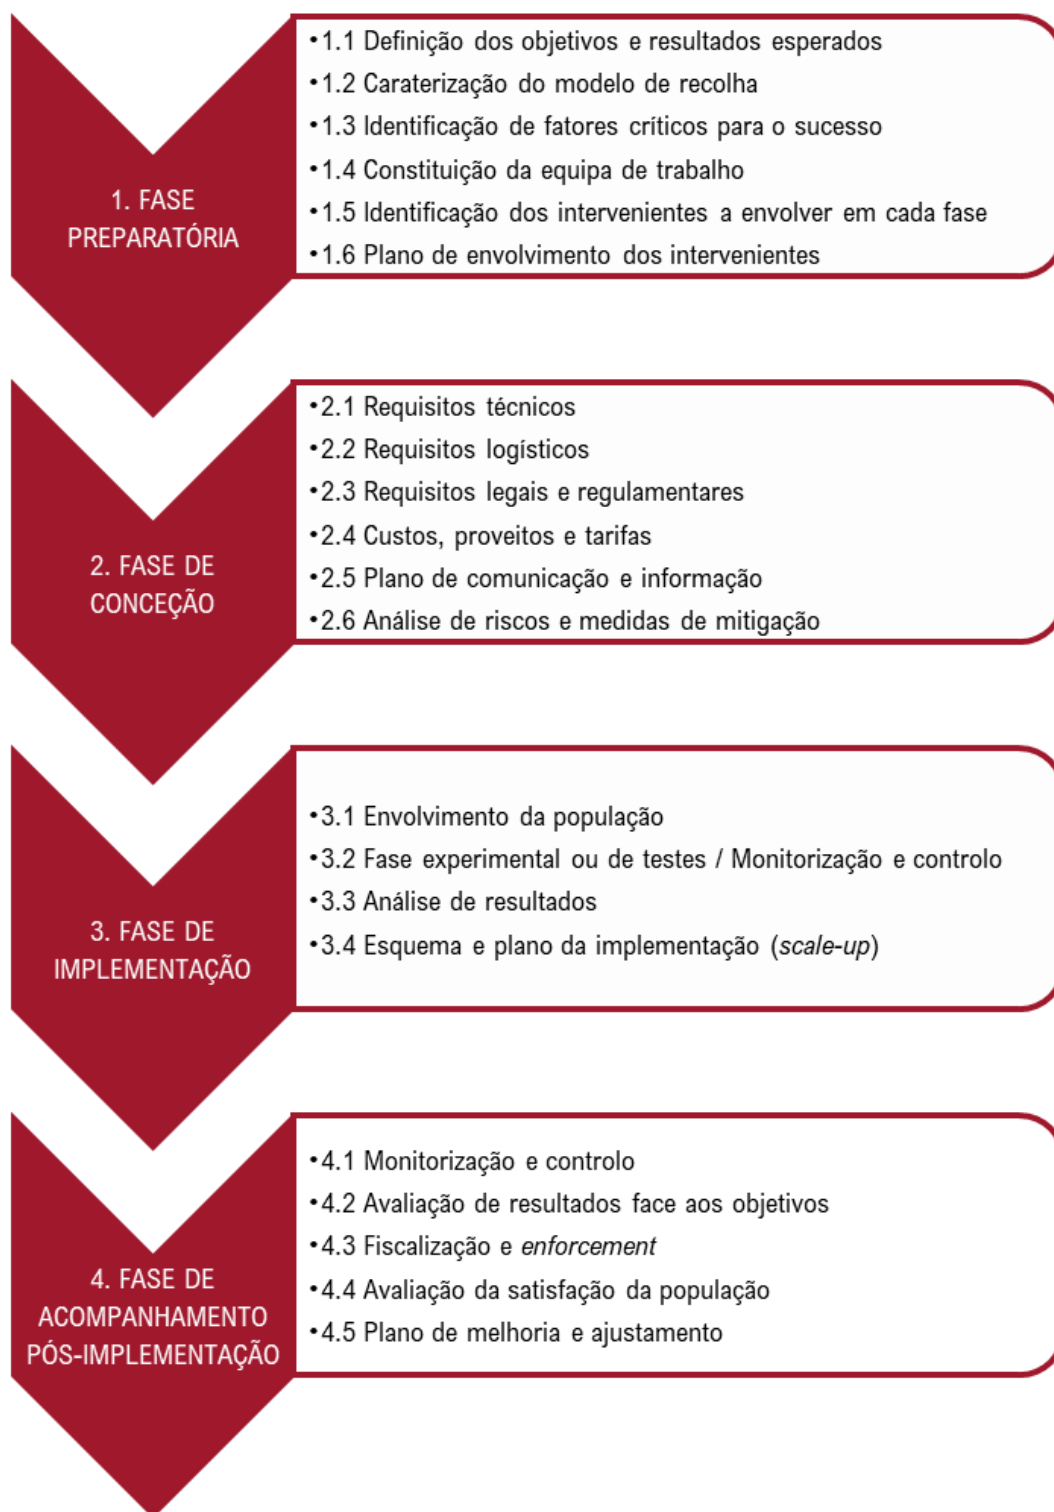 1. FASE
PREPARATÓRIA
•1.1 Definição dos objetivos e resultados esperados
•1.2 Caraterização do modelo de recolha
•1.3 Identificação de fatores críticos para o sucesso
•1.4 Constituição da equipa de trabalho
•1.5 Identificação dos intervenientes a envolver em cada fase
•1.6 Plano de envolvimento dos intervenientes
2. FASE DE
CONCEÇÃO
•2.1 Requisitos técnicos
•2.2 Requisitos logísticos
•2.3 Requisitos legais e regulamentares
•2.4 Custos, proveitos e tarifas
•2.5 Plano de comunicação e informação
•2.6 Análise de riscos e medidas de mitigação
3. FASE DE
IMPLEMENTAÇÃO
•3.1 Envolvimento da população
•3.2 Fase experimental ou de testes / Monitorização e controlo
•3.3 Análise de resultados
•3.4 Esquema e plano da implementação (scale-up)
4. FASE DE
ACOMPANHAMENTO
PÓS-IMPLEMENTAÇÃO
•4.1 Monitorização e controlo
•4.2 Avaliação de resultados face aos objetivos
•4.3 Fiscalização e enforcement
•4.4 Avaliação da satisfação da população
•4.5 Plano de melhoria e ajustamento